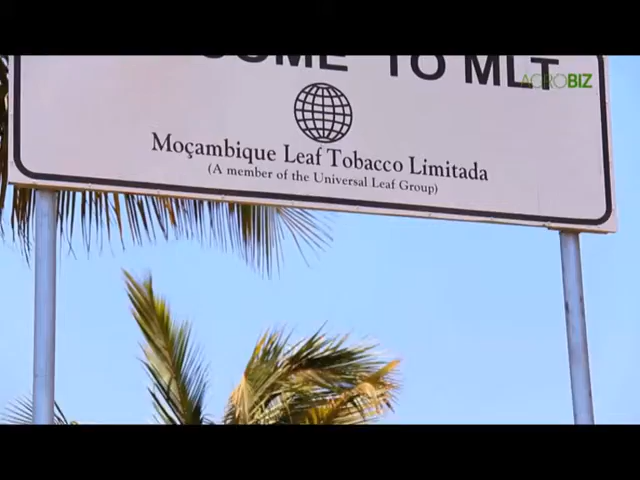 COME TO MLT
AGROBIZ
Moçambique Leaf Tobacco Limitada
(A member of the Universal Leaf Group)